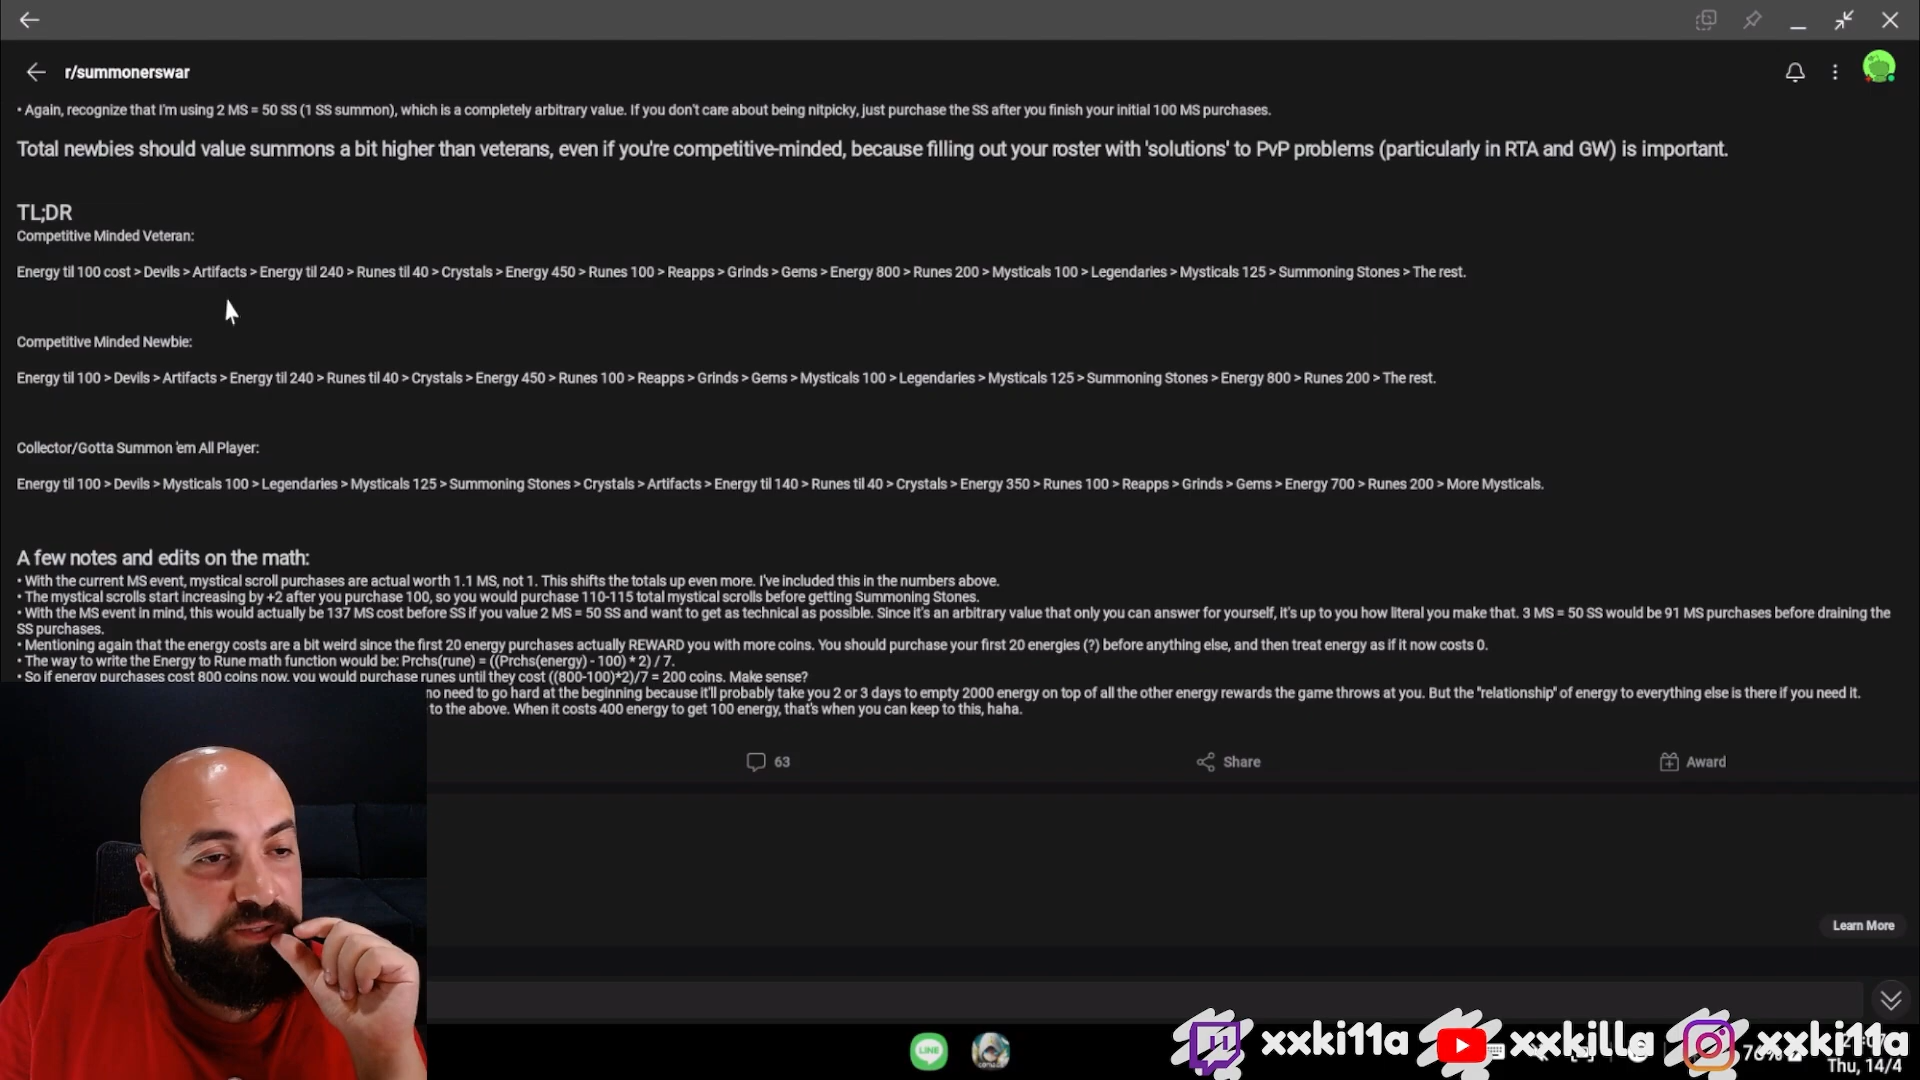 r/summonerswar
• Again, recognize that I'm using 2 MS = 50 SS (1 SS summon), which is a completely arbitrary value. If you don't care about being nitpicky, just purchase the SS after you finish your initial 100 MS purchases.
Total newbies should value summons a bit higher than veterans, even if you're competitive-minded, because filling out your roster with 'solutions' to PvP problems (particularly in RTA and GW) is important.
TL;DR
Competitive Minded Veteran:
Energy til 100 cost > Devils > Artifacts > Energy til 240 > Runes til 40 > Crystals > Energy 450 > Runes 100 > Reapps > Grinds > Gems > Energy 800 > Runes 200 > Mysticals 100 > Legendaries > Mysticals 125 > Summoning Stones > The rest.
Competitive Minded Newbie:
Energy til 100 > Devils > Artifacts > Energy til 240 > Runes til 40 > Crystals > Energy 450 > Runes 100 > Reapps > Grinds > Gems > Mysticals 100 > Legendaries > Mysticals 125 > Summoning Stones > Energy 800 > Runes 200 > The rest.
Collector/Gotta Summon 'em All Player:
Energy til 100 > Devils > Mysticals 100 > Legendaries > Mysticals 125 > Summoning Stones > Crystals > Artifacts > Energy til 140 > Runes til 40 > Crystals > Energy 350 > Runes 100 > Reapps > Grinds > Gems > Energy 700 > Runes 200 > More Mysticals.
A few notes and edits on the math:
• With the current MS event, mystical scroll purchases are actual worth 1.1 MS, not 1. This shifts the totals up even more. I've included this in the numbers above.
• The mystical scrolls start increasing by +2 after you purchase 100, so you would purchase 110-115 total mystical scrolls before getting Summoning Stones.
• With the MS event in mind, this would actually be 137 MS cost before SS if you value 2 MS = 50 SS and want to get as technical as possible. Since it's an arbitrary value that only you can answer for yourself, it's up to you how literal you make that. 3 MS = 50 SS would be 91 MS purchases before draining the
SS purchases.
• Mentioning again that the energy costs are a bit weird since the first 20 energy purchases actually REWARD you with more coins. You should purchase your first 20 energies (?) before anything else, and then treat energy as if it now costs 0.
• The way to write the Energy to Rune math function would be: Prchs(rune) = ((Prchs(energy) - 100) * 2) / 7.
• So if energy purchases cost 800 coins now, you would purchase runes until they cost ((800-100)*2)/7 = 200 coins. Make sense?
no need to go hard at the beginning because it'll probably take you 2 or 3 days to empty 2000 energy on top of all the other energy rewards the game throws at you. But the "relationship" of energy to everything else is there if you need it.
to the above. When it costs 400 energy to get 100 energy, that's when you can keep to this, haha.
63
Share
Award
Learn More
LINE
xxki11a
xxkilla
xxki11a
Thu, 14/4